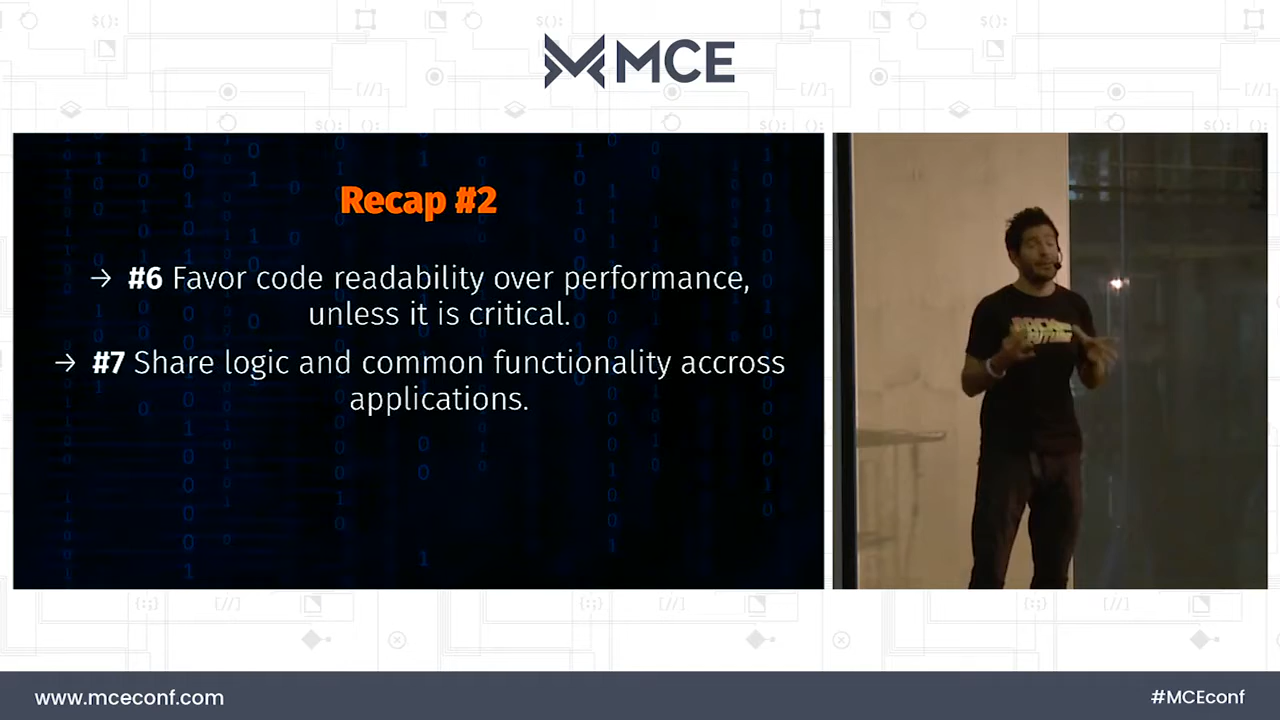 MCE
Recap #2
→ #6 Favor code readability over performance,
unless it is critical.
→ #7 Share logic and common functionality accross
applications.
www.mceconf.com
#MCEconf